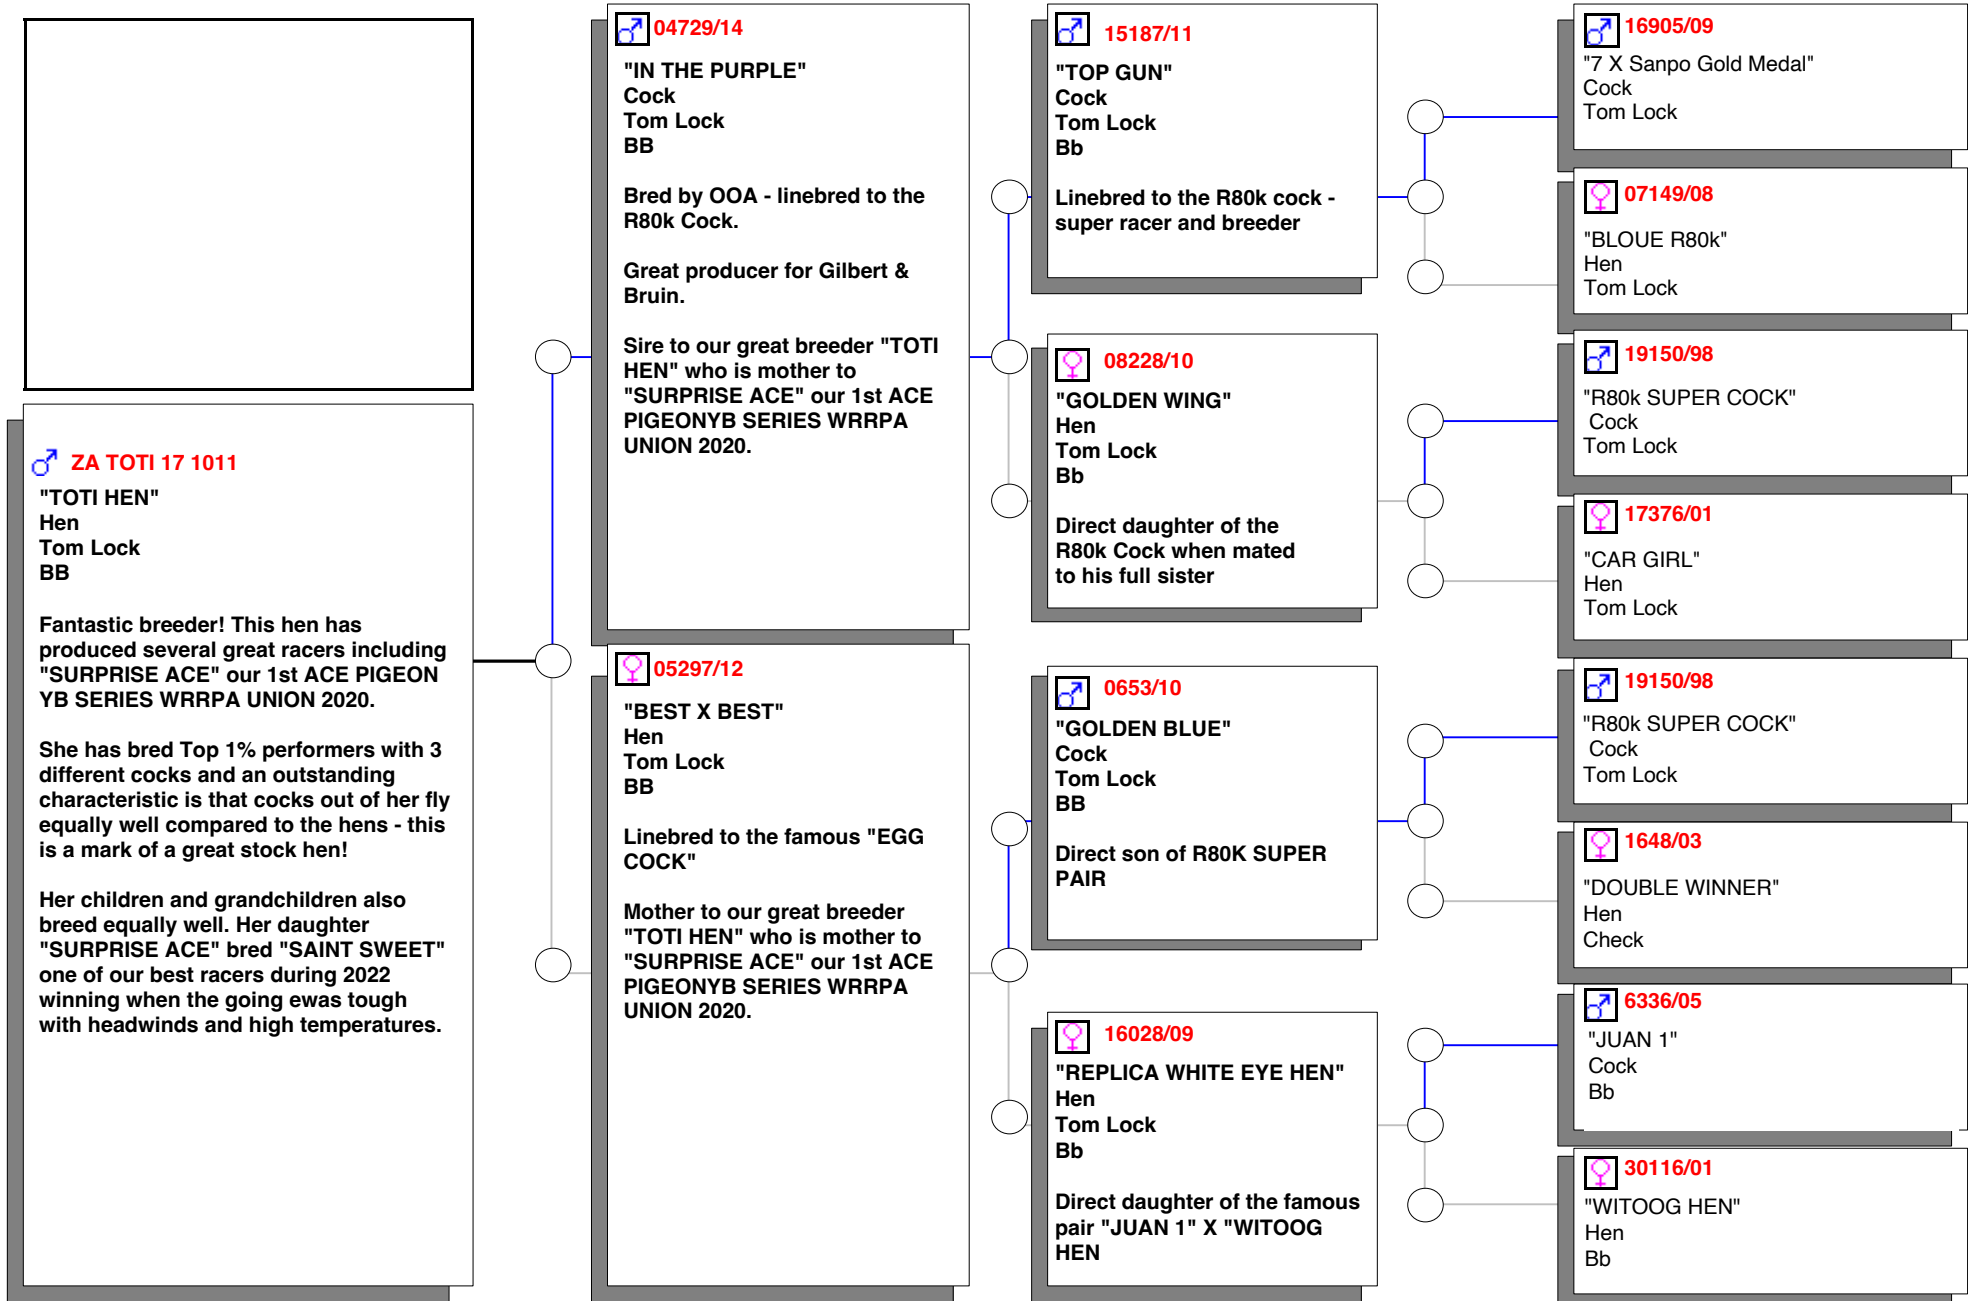 ZA TOTI 17 1011
"TOTI HEN"
Hen
Tom Lock
BB
Fantastic breeder! This hen has
produced several great racers including
"SURPRISE ACE" our 1st ACE PIGEON
YB SERIES WRRPA UNION 2020.
She has bred Top 1% performers with 3
different cocks and an outstanding
characteristic is that cocks out of her fly
equally well compared to the hens - this
is a mark of a great stock hen!
Her children and grandchildren also
breed equally well. Her daughter
"SURPRISE ACE" bred "SAINT SWEET"
one of our best racers during 2022
winning when the going ewas tough
with headwinds and high temperatures.
04729/14
"IN THE PURPLE"
Cock
Tom Lock
BB
Bred by OOA - linebred to the
R80k Cock.
Great producer for Gilbert &
Bruin.
Sire to our great breeder "TOTI
HEN" who is mother to
"SURPRISE ACE" our 1st ACE
PIGEONYB SERIES WRRPA
UNION 2020.
05297/12
"BEST X BEST"
Hen
Tom Lock
BB
Linebred to the famous "EGG
COCK"
Mother to our great breeder
"TOTI HEN" who is mother to
"SURPRISE ACE" our 1st ACE
PIGEONYB SERIES WRRPA
UNION 2020.
15187/11
"TOP GUN"
Cock
Tom Lock
Bb
Linebred to the R80k cock -
super racer and breeder
08228/10
"GOLDEN WING"
Hen
Tom Lock
Bb
Direct daughter of the
R80k Cock when mated
to his full sister
0653/10
"GOLDEN BLUE"
Cock
Tom Lock
BB
Direct son of R80K SUPER
PAIR
16028/09
"REPLICA WHITE EYE HEN"
Hen
Tom Lock
Bb
Direct daughter of the famous
pair "JUAN 1" X "WITOOG
HEN
16905/09
"7 X Sanpo Gold Medal"
Cock
Tom Lock
07149/08
"BLOUE R80k"
Hen
Tom Lock
19150/98
"R80k SUPER COCK"
Cock
Tom Lock
17376/01
"CAR GIRL"
Hen
Tom Lock
19150/98
"R80k SUPER COCK"
Cock
Tom Lock
1648/03
"DOUBLE WINNER"
Hen
Check
6336/05
"JUAN 1"
Cock
Bb
30116/01
"WITOOG HEN"
Hen
Bb